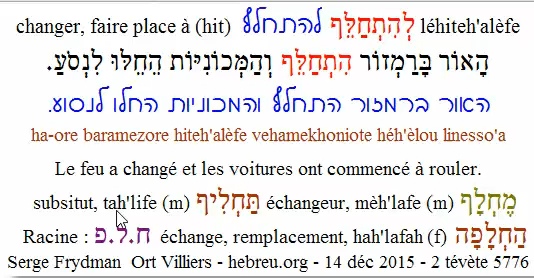 changer, faire place à (hit) להתחלף לְהִתְחַלֵּף léhiteh'alèfe
הָאוֹר בָּרַמְזוֹר הִתְחַלֵּף וְהַמְּכוֹנִיּוֹת הֵחֵלּוּ לִנְסֹעַ.
האור ברמזור התחלף והמכוניות החלו לנסוע.
ha-ore baramezore hiteh'alèfe vehamekhoniote héh'èlou linesso'a
Le feu a changé et les voitures ont commencé à rouler.
subsitut, tah'life (m) תַּחְלִיף échangeur, mèh'lafe (m) מֶחְלָף
Racine : ח.ל.פ échange, remplacement, hah'lafah (f) הַחְלָפָה
Serge Frydman Ort Villiers - hebreu.org - 14 déc 2015 - 2 tévète 5776